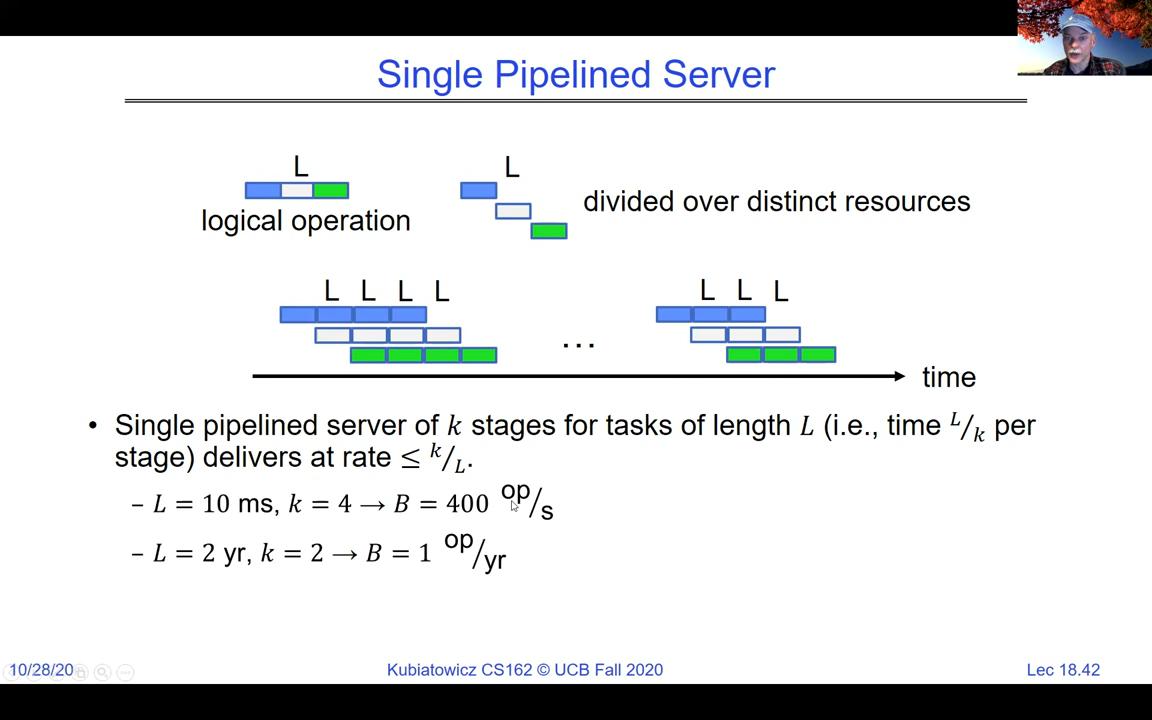 Single Pipelined Server
L
L
logical operation
divided over distinct resources
L L L L
L L L
...
time
• Single pipelined server of k stages for tasks of length L (i.e., time L/k per
stage) delivers at rate ≤ k/L.
– L = 10 ms, k = 4 → B = 400 op/s
– L = 2 yr, k = 2 → B = 1 op/yr
10/28/20
Kubiatowicz CS162 © UCB Fall 2020
Lec 18.42